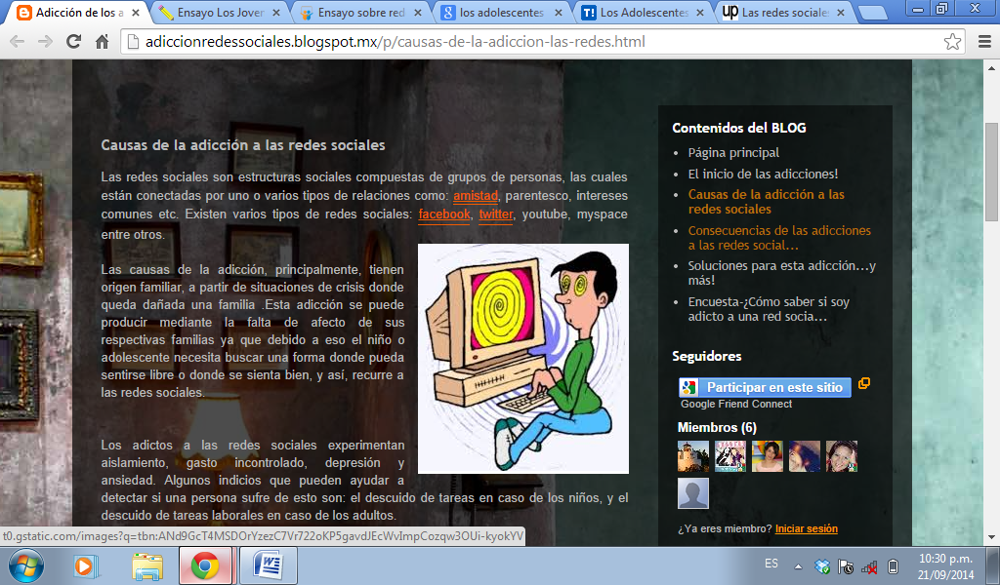 Adicción de los a
Ensayo Los Jover
Ensayo sobre red
los adolescentes
Los Adolescentes
Las redes sociale
adiccionredessociales.blogspot.mx/p/causas-de-la-adiccion-las-redes.html
Causas de la adicción a las redes sociales
Las redes sociales son estructuras sociales compuestas de grupos de personas, las cuales
están conectadas por uno o varios tipos de relaciones como: amistad, parentesco, intereses
comunes etc. Existen varios tipos de redes sociales: facebook, twitter, youtube, myspace
entre otros.
Las causas de la adicción, principalmente, tienen
origen familiar, a partir de situaciones de crisis donde
queda dañada una familia .Esta adicción se puede
producir mediante la falta de afecto de sus
respectivas familias ya que debido a eso el niño o
adolescente necesita buscar una forma donde pueda
sentirse libre o donde se sienta bien, y así, recurre a
las redes sociales.
Los adictos a las redes sociales experimentan
aislamiento, gasto incontrolado, depresión y
ansiedad. Algunos indicios que pueden ayudar a
detectar si una persona sufre de esto son: el descuido de tareas en caso de los niños, y el
descuido de tareas laborales en caso de los adultos.
Contenidos del BLOG
Página principal
El inicio de las adicciones!
Causas de la adicción a las
redes sociales
Consecuencias de las adicciones
a las redes social...
Soluciones para esta adicción...y
más!
Encuesta-¿Cómo saber si soy
adicto a una red socia...
Seguidores
Participar en este sitio
Google Friend Connect
Miembros (6)
¿Ya eres miembro? Iniciar sesión
t0.gstatic.com/images?q=tbn:ANd9GcT4MSDOrYzezC7Vr722oKP5gavdJEcWvImpCozqw3OUi-kyokYV
ES
10:30 p.m.
21/09/2014